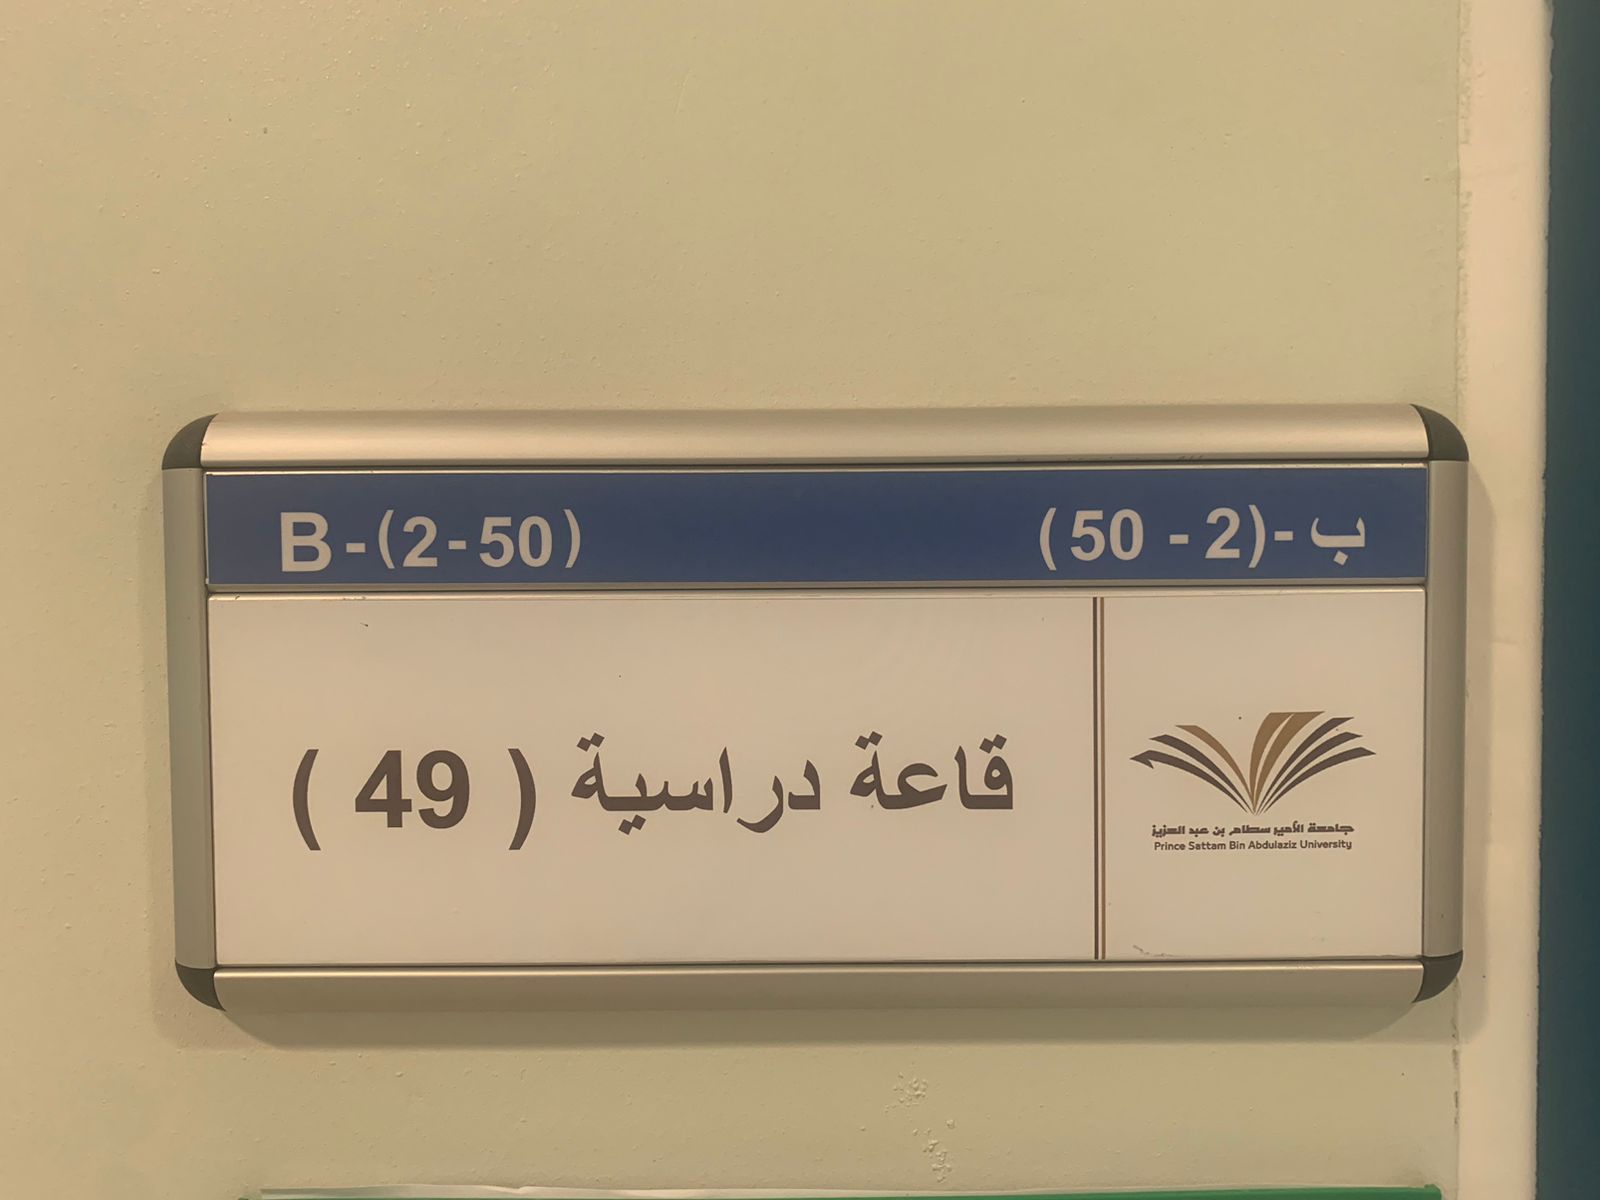 B-(2-50)
ب-(2 - 50)
قاعة دراسية ( 49 )
جامعة الأمير سطام بن عبد العزيز
Prince Sattam Bin Abdulaziz University